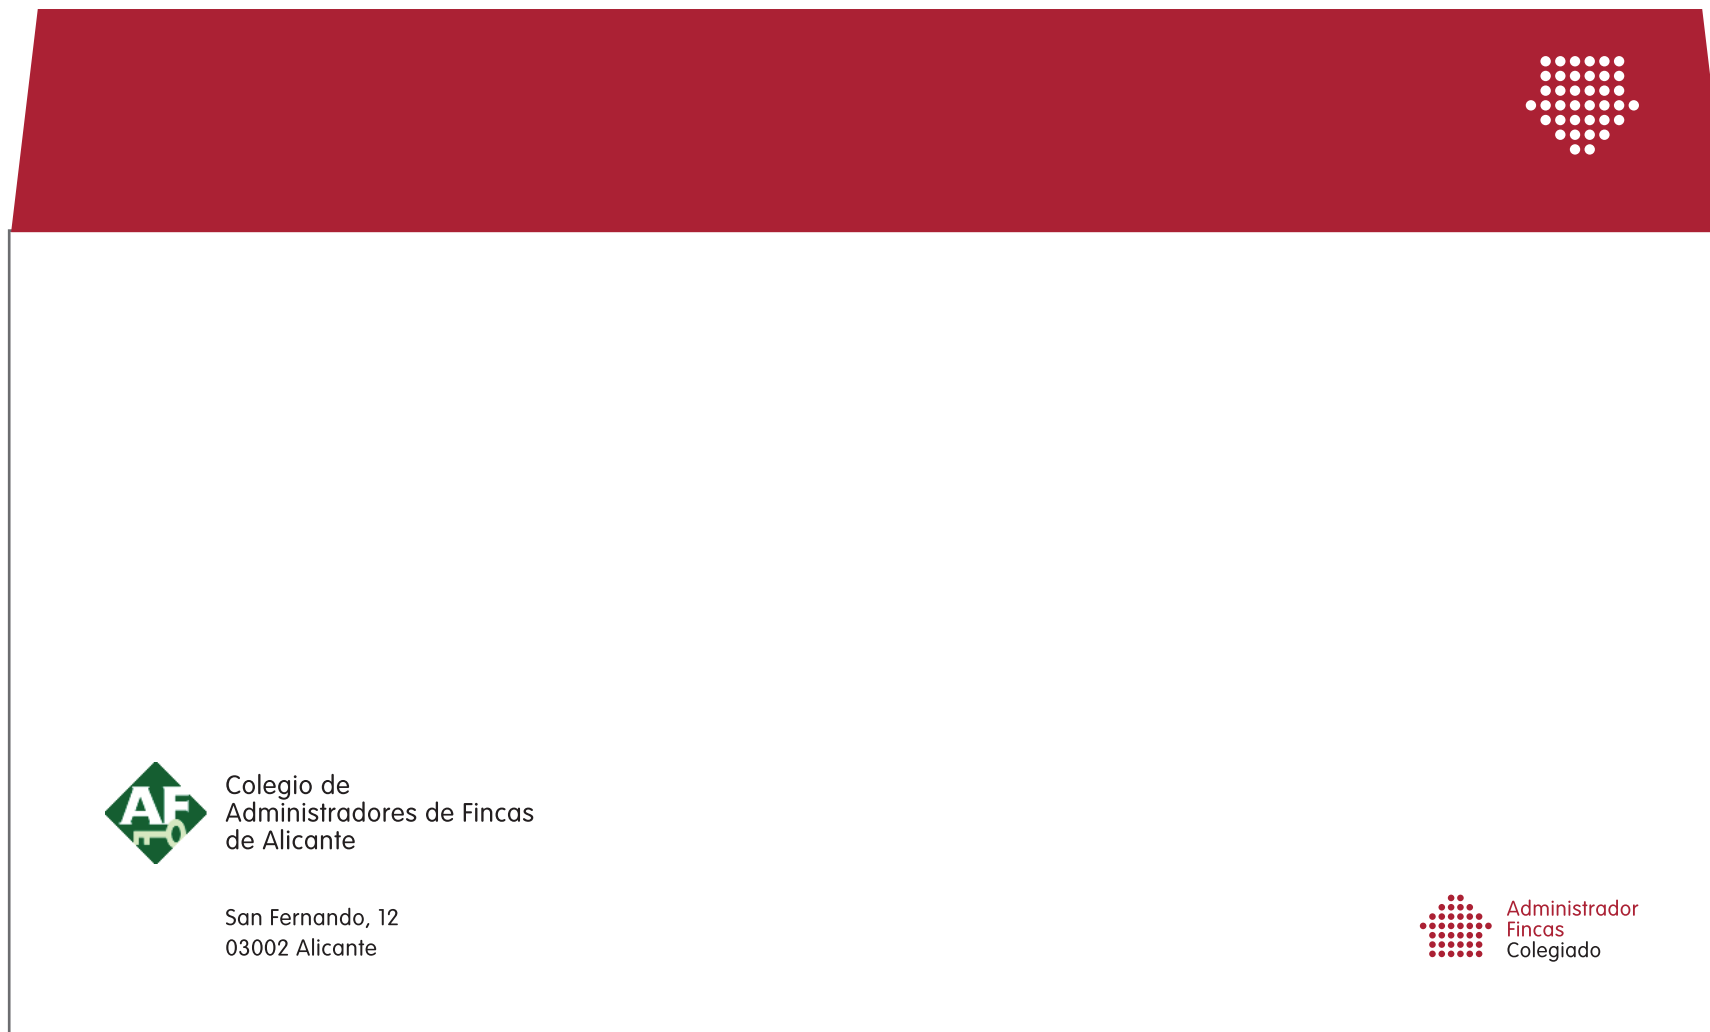 AF
Colegio de
Administradores de Fincas
de Alicante
San Fernando, 12
03002 Alicante
Administrador
Fincas
Colegiado